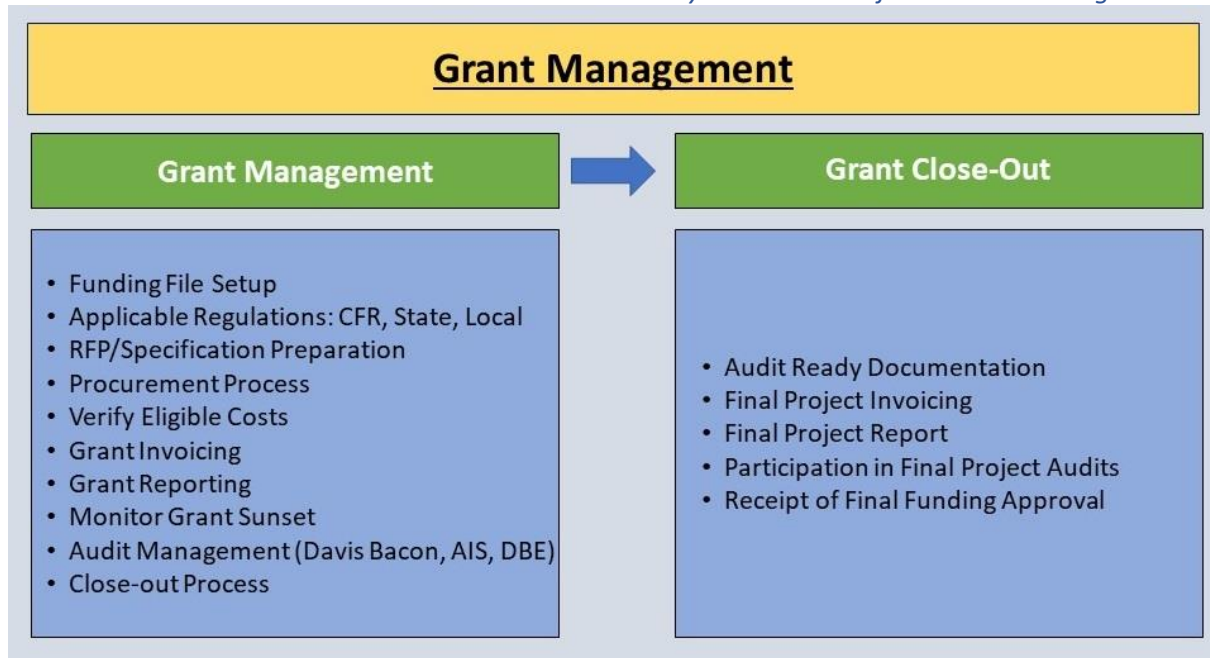 Grant Management
Grant Management
Grant Close-Out
• Funding File Setup
• Applicable Regulations: CFR, State, Local
• RFP/Specification Preparation
• Procurement Process
• Verify Eligible Costs
• Grant Invoicing
• Grant Reporting
• Monitor Grant Sunset
• Audit Management (Davis Bacon, AIS, DBE)
• Close-out Process
• Audit Ready Documentation
• Final Project Invoicing
• Final Project Report
• Participation in Final Project Audits
• Receipt of Final Funding Approval